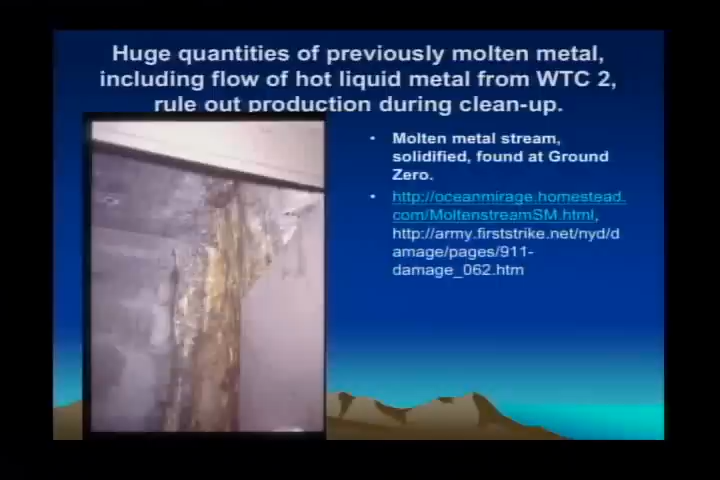 Huge quantities of previously molten metal,
including flow of hot liquid metal from WTC 2,
rule out production during clean-up.
• Molten metal stream,
solidified, found at Ground
Zero.
• http://oceanmirage.homestead.
com/MoltenstreamSM.html,
http://army.firststrike.net/nyd/d
amage/pages/911-
damage_062.htm